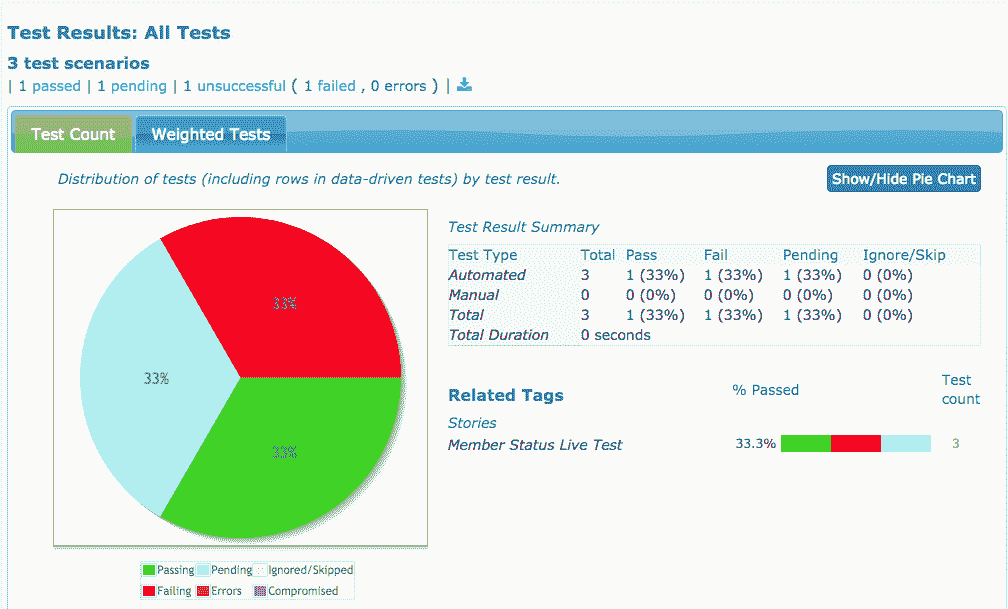 Test Results: All Tests
3 test scenarios
| 1 passed | 1 pending | 1 unsuccessful ( 1 failed , 0 errors ) |
Test Count Weighted Tests
Distribution of tests (including rows in data-driven tests) by test result.
Show/Hide Pie Chart
33%
33%
33%
Passing Pending Ignored/Skipped
Failing Errors Compromised
Test Result Summary
Test Type Total Pass Fail Pending Ignore/Skip
Automated 3 1 (33%) 1 (33%) 1 (33%) 0 (0%)
Manual 0 0 (0%) 0 (0%) 0 (0%) 0 (0%)
Total 3 1 (33%) 1 (33%) 1 (33%) 0 (0%)
Total Duration 0 seconds
Related Tags % Passed Test
count
Stories
Member Status Live Test 33.3% 3